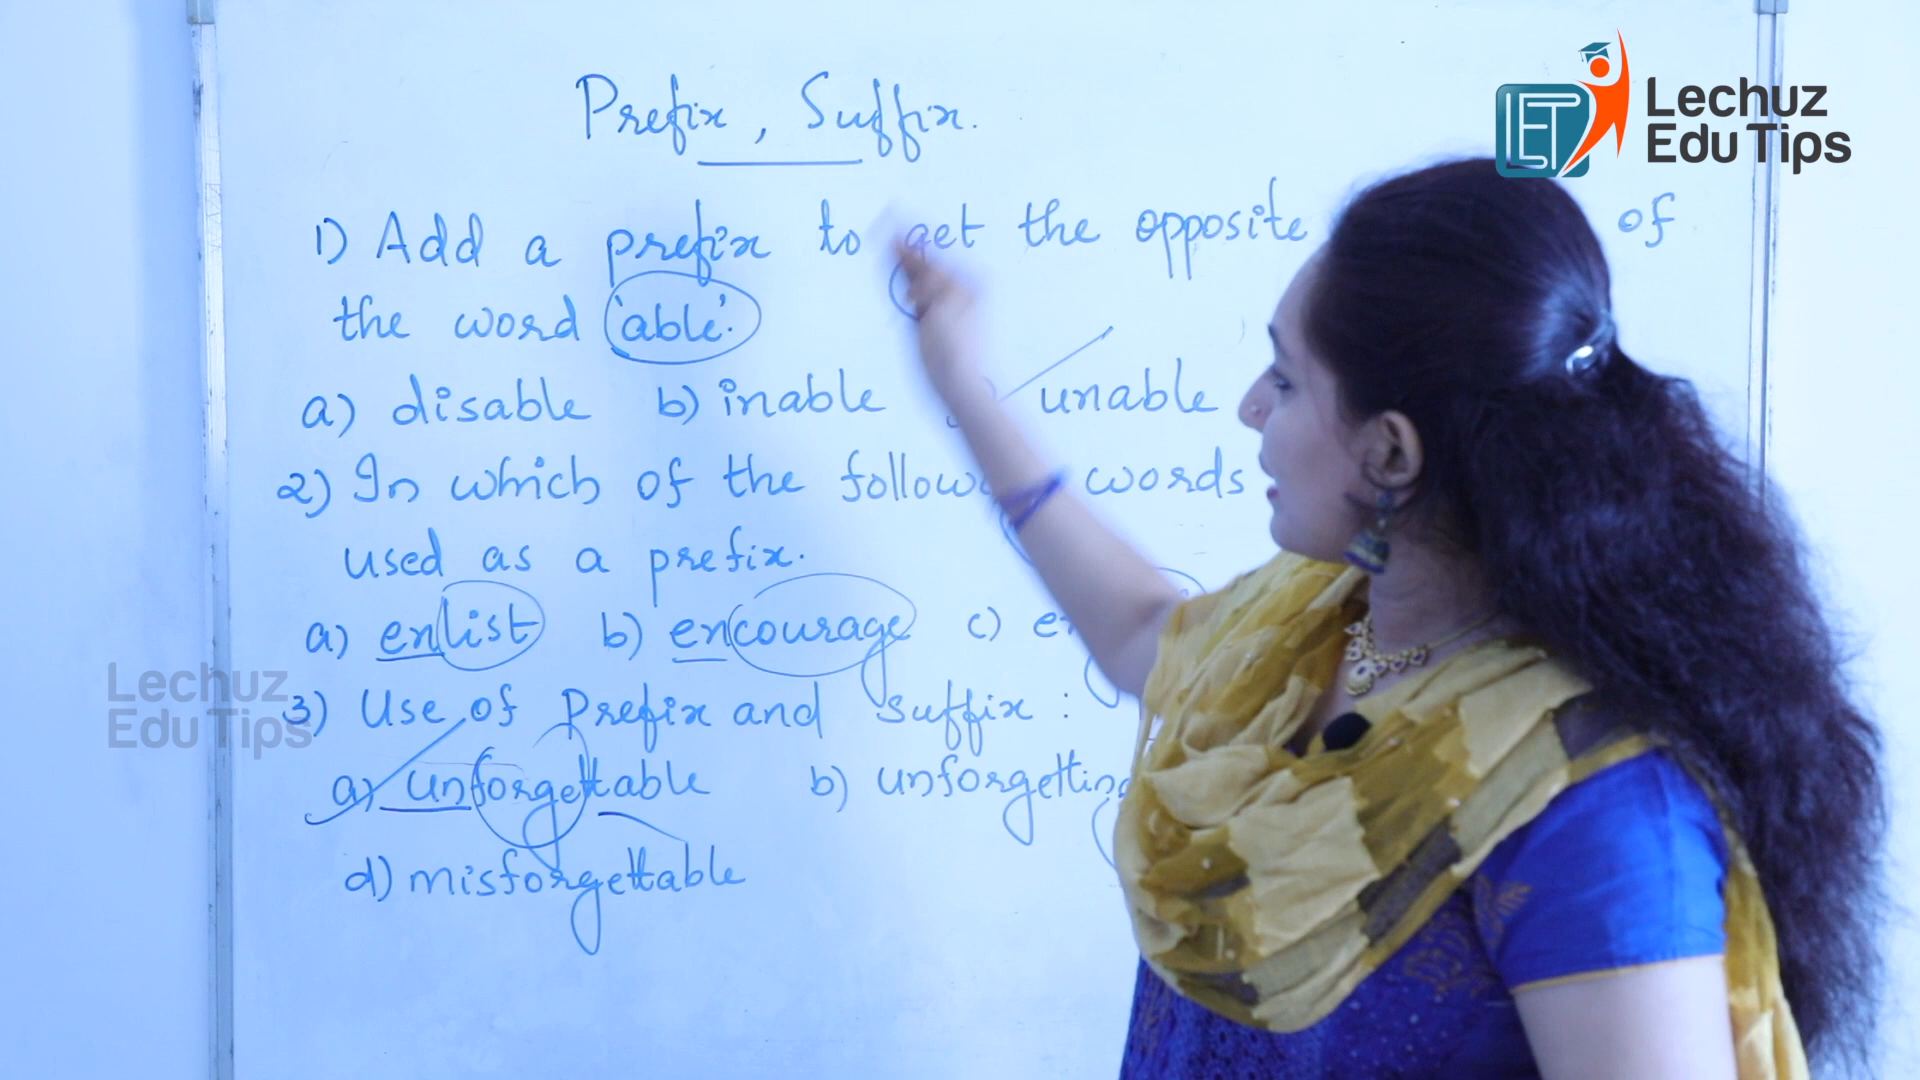 Lechuz
Edu Tips
LET
Prefix, Suffix.
1) Add a prefix to get the opposite of
the word 'able'.
a) disable b) inable unable
2) In which of the words
used as a prefix.
a) enlist b) encourage c)
3) Use of Prefix and Suffix :
a) unforgettable b) unforgetting
d) misforgettable
Lechuz
Edu Tips